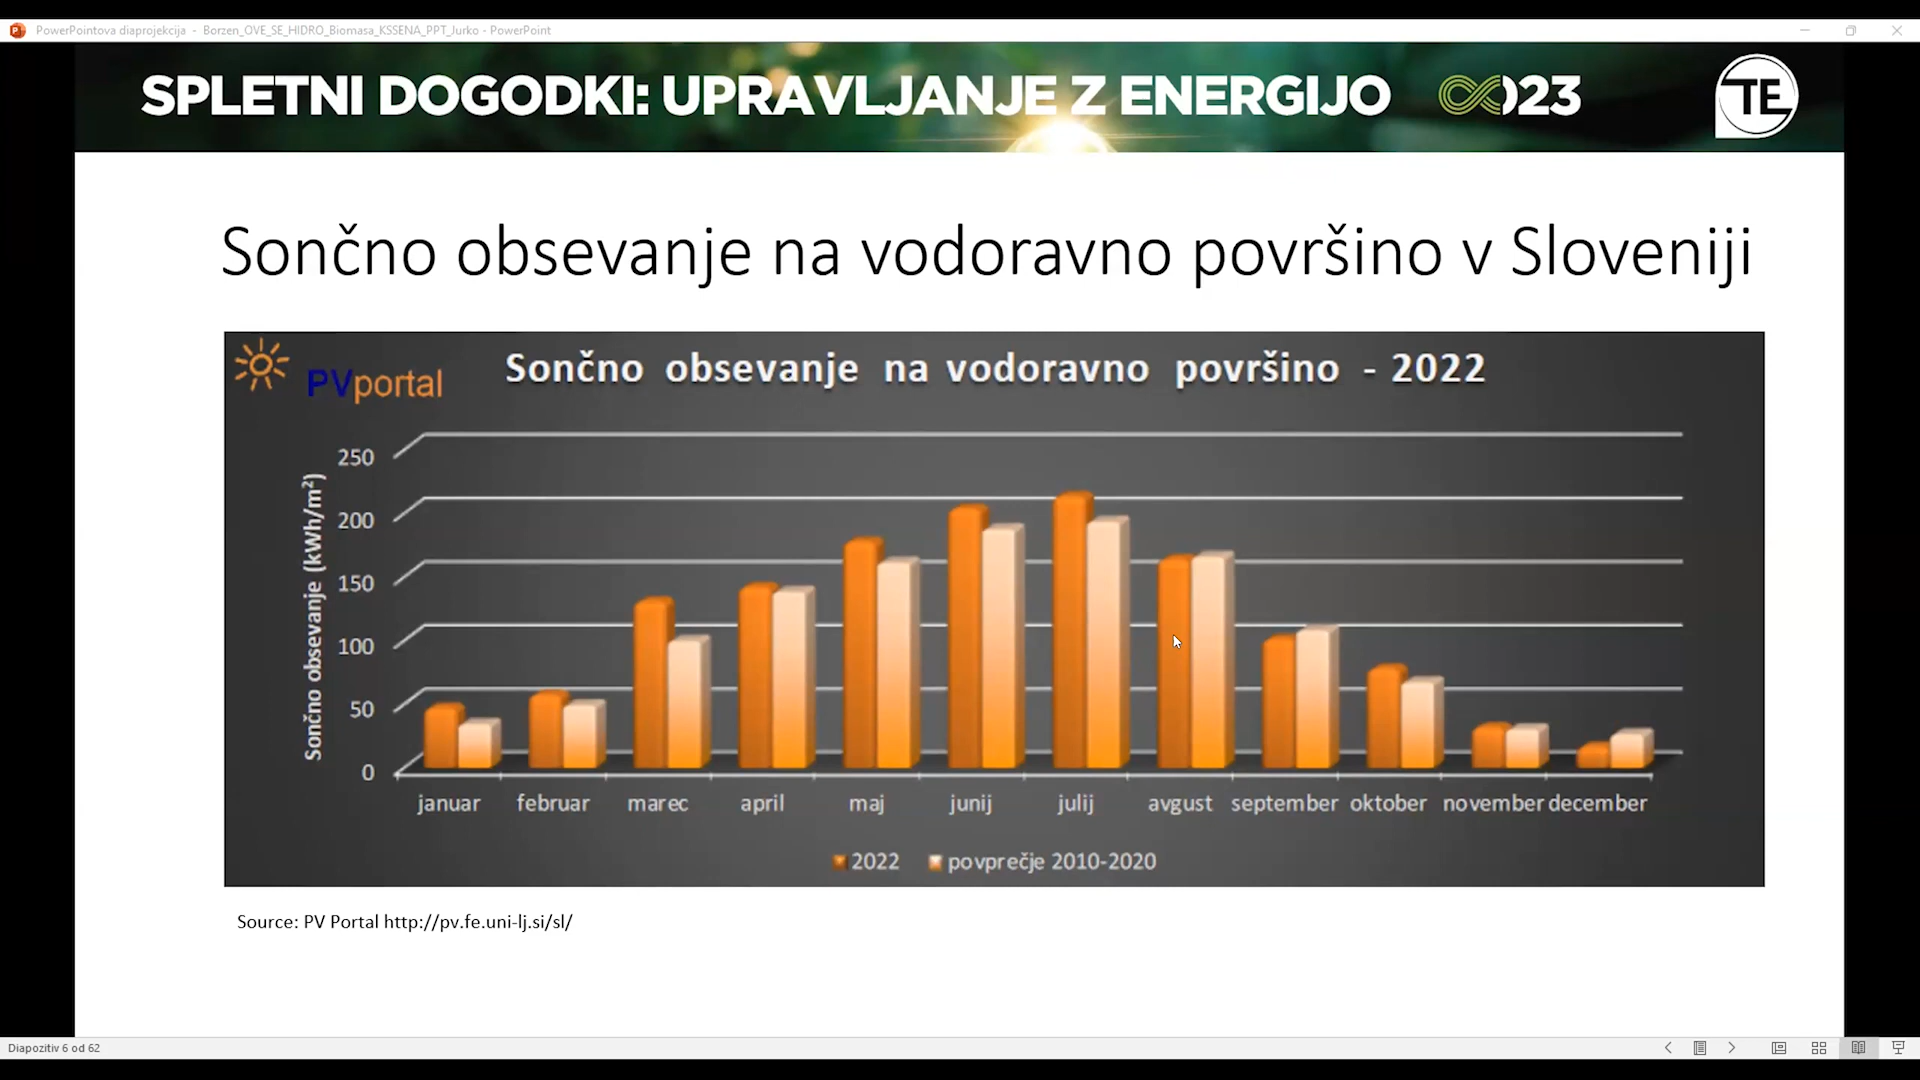 PowerPointova diaprojekcija - Borzen_OVE_SE_HIDRO_Biomasa_KSSENA_PPT_Jurko - PowerPoint
SPLETNI DOGODKI: UPRAVLJANJE Z ENERGIJO
23
TE
Sončno obsevanje na vodoravno površino v Sloveniji
PVportal
Sončno obsevanje na vodoravno površino - 2022
Sončno obsevanje (kWh/m²)
250
200
150
100
50
0
januar februar marec april maj junij julij avgust september oktober november december
2022 povprečje 2010-2020
Source: PV Portal http://pv.fe.uni-lj.si/sl/
Diapozitiv 6 od 62